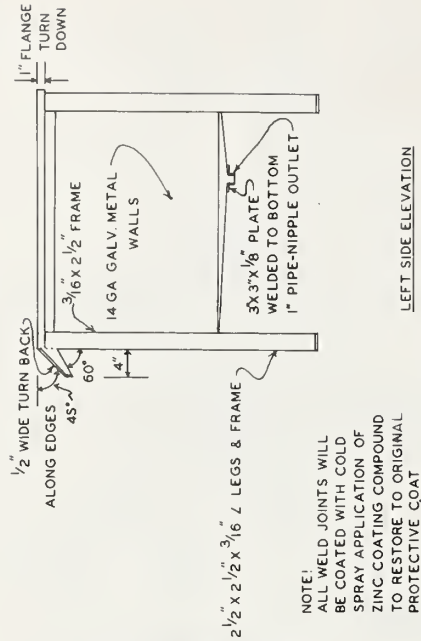 1" FLANGE
TURN
DOWN
1/2" WIDE TURN BACK
ALONG EDGES
45°
60°
4"
3/16" X 2 1/2" FRAME
14 GA GALV. METAL
WALLS
3"X 3"X 1/8" PLATE
WELDED TO BOTTOM
1" PIPE-NIPPLE OUTLET
2 1/2" X 2 1/2" X 3/16" ∠ LEGS & FRAME
LEFT SIDE ELEVATION
NOTE!
ALL WELD JOINTS WILL
BE COATED WITH COLD
SPRAY APPLICATION OF
ZINC COATING COMPOUND
TO RESTORE TO ORIGINAL
PROTECTIVE COAT